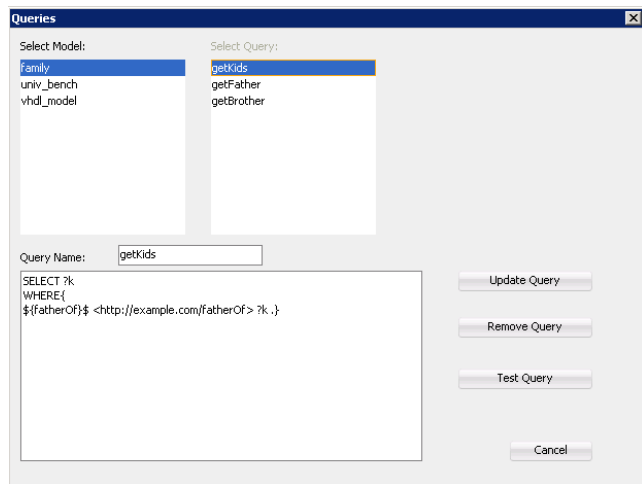 Queries
Select Model:
Select Query:
family
univ_bench
vhdl_model
getKids
getFather
getBrother
Query Name:
getKids
SELECT ?k
WHERE{
${fatherOf}$ <http://example.com/fatherOf> ?k .}
Update Query
Remove Query
Test Query
Cancel